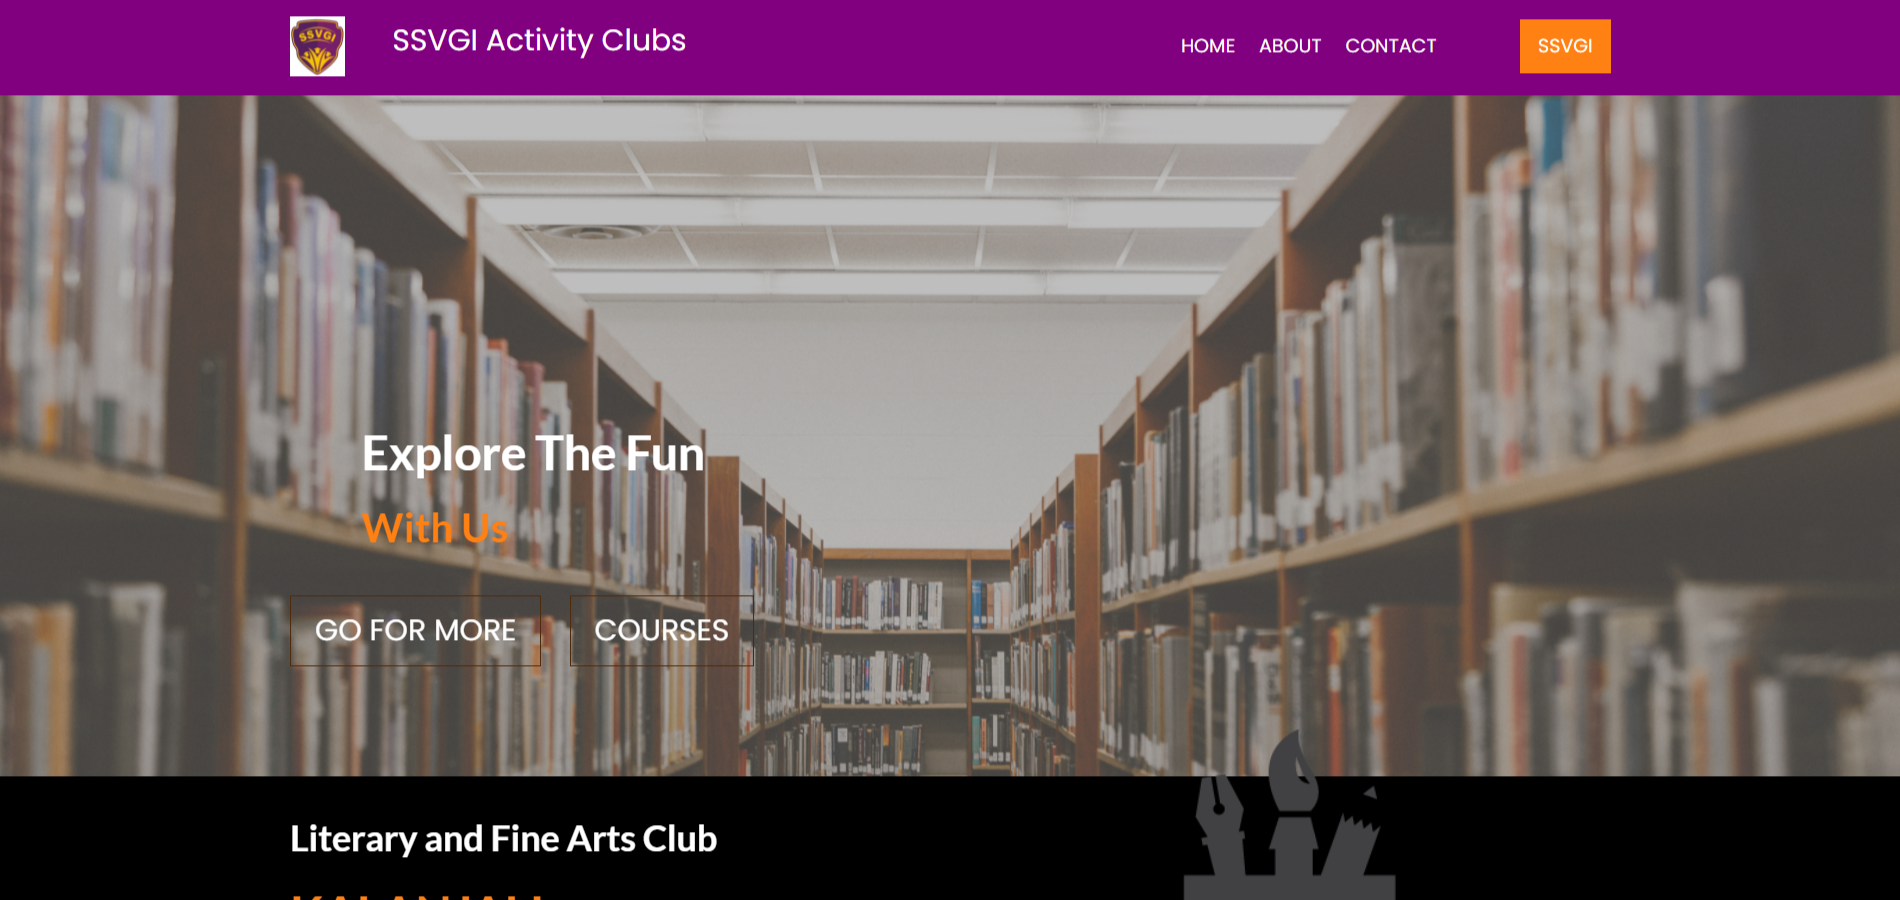 SSVGI
SSVGI Activity Clubs
HOME ABOUT CONTACT
SSVGI
Explore The Fun
With Us
GO FOR MORE COURSES
Literary and Fine Arts Club